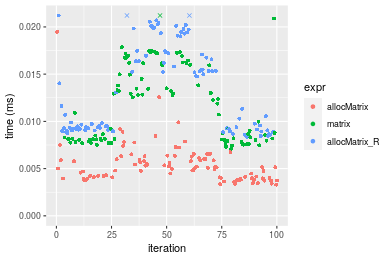 time (ms)
0.020
0.015
0.010
0.005
0.000
0
25
50
75
100
iteration
expr
allocMatrix
matrix
allocMatrix_R